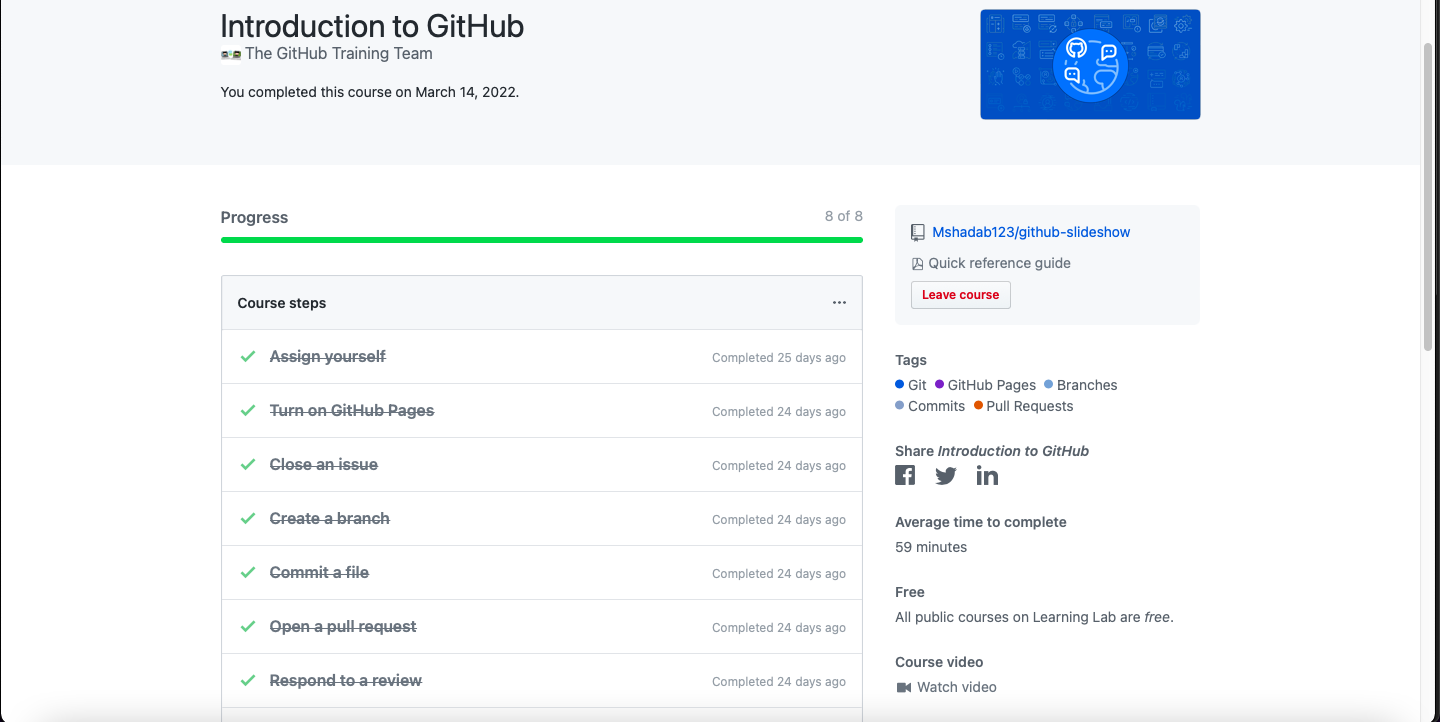 Introduction to GitHub
The GitHub Training Team
You completed this course on March 14, 2022.
Progress
8 of 8
Course steps
Assign yourself
Completed 25 days ago
Turn on GitHub Pages
Completed 24 days ago
Close an issue
Completed 24 days ago
Create a branch
Completed 24 days ago
Commit a file
Completed 24 days ago
Open a pull request
Completed 24 days ago
Respond to a review
Completed 24 days ago
Mshadab123/github-slideshow
Quick reference guide
Leave course
Tags
Git GitHub Pages Branches
Commits Pull Requests
Share Introduction to GitHub
Average time to complete
59 minutes
Free
All public courses on Learning Lab are free.
Course video
Watch video